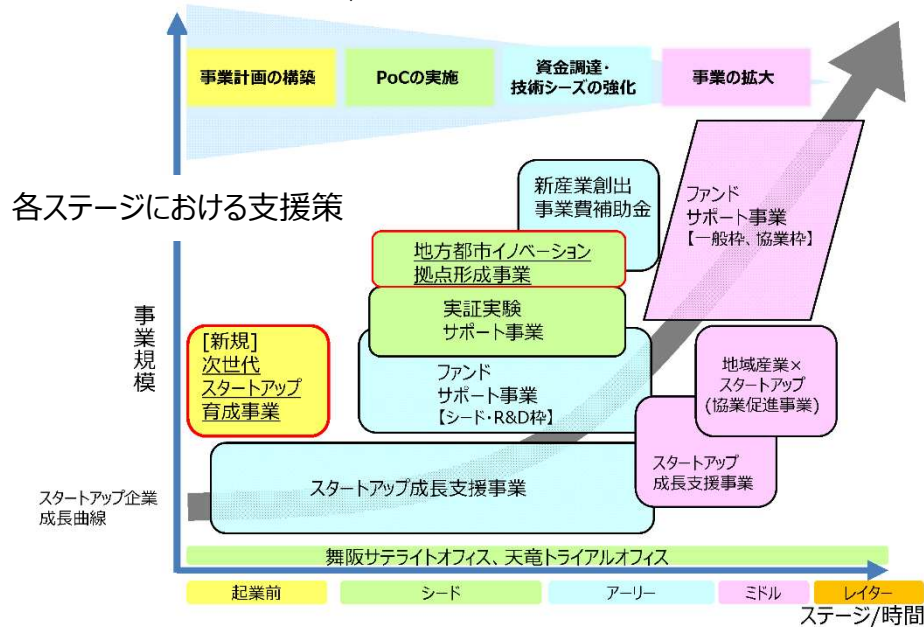 事業計画の構築
PoCの実施
資金調達・
技術シーズの強化
事業の拡大
各ステージにおける支援策
新産業創出
事業費補助金
ファンド
サポート事業
【一般枠、協業枠】
地方都市イノベーション
拠点形成事業
実証実験
サポート事業
事業規模
[新規]
次世代
スタートアップ
育成事業
ファンド
サポート事業
【シード・R&D枠】
地域産業×
スタートアップ
(協業促進事業)
スタートアップ
成長支援事業
スタートアップ成長支援事業
スタートアップ企業
成長曲線
舞阪サテライトオフィス、天竜トライアルオフィス
起業前
シード
アーリー
ミドル
レイター
ステージ/時間